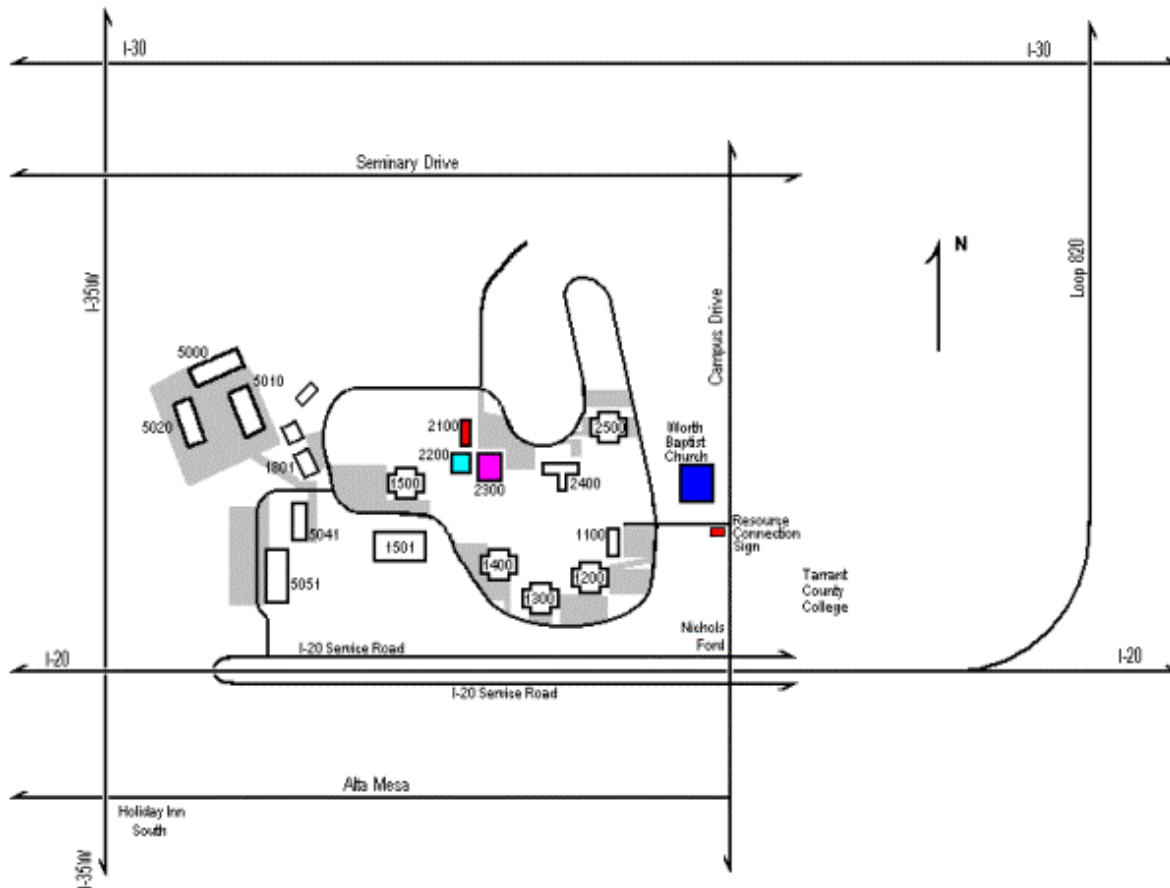 I-30
I-30
Seminary Drive
N
I-35W
Campus Drive
Loop 820
5000
5010
5020
1801
2100
2200
2300
2400
2500
Worth
Baptist
Church
1500
5041
1501
5051
1400
1300
1200
1100
Resource
Connection
Sign
Tarrant
County
College
Nichols
Ford
I-20 Service Road
I-20
I-20
I-20 Service Road
Alta Mesa
Holiday Inn
South
I-35W